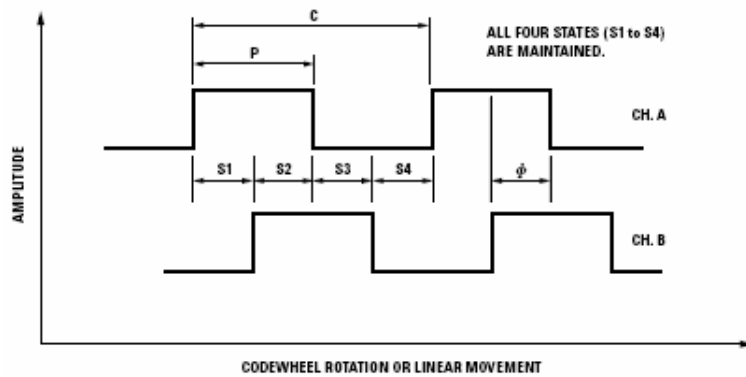 C
ALL FOUR STATES (S1 to S4)
ARE MAINTAINED.
P
CH. A
AMPLITUDE
S1 S2 S3 S4 ϕ
CH. B
CODEWHEEL ROTATION OR LINEAR MOVEMENT